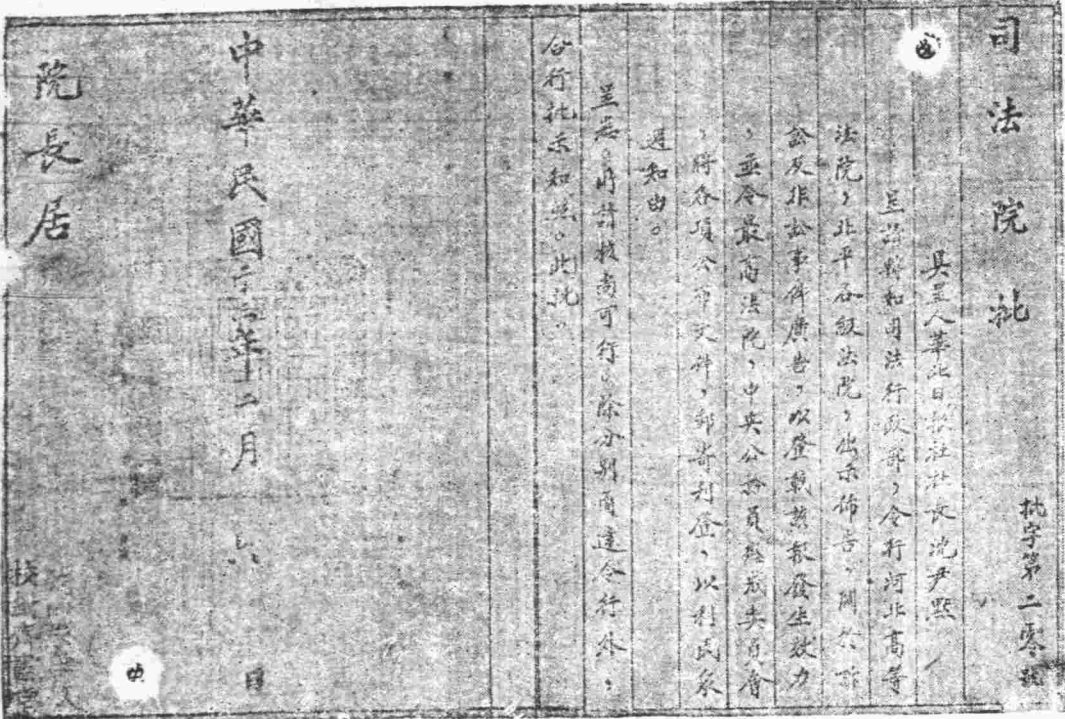 司法院批
批字第二零號
具呈人華北日报社社長沈尹默
呈請轉知司法行政部，令行河北高等
法院，北平各級法院，出示佈告，關於訴
訟及非訟事件廣告，以登載該报發生效力
，並令最高法院，中央公務員懲戒委員會
，將各項公布文件，郵寄刊登，以利民眾
週知由。
呈悉。所請核尚可行。除分別函達令行外，
合行批示知照。此批。
中華民國二　年二月　六　日
院長居